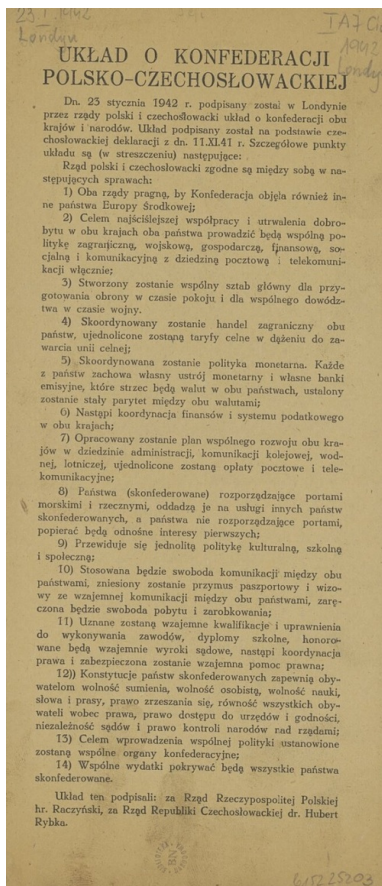 23 I 1942
Londyn
I A7 Ci
1942
Londyn
UKŁAD O KONFEDERACJI
POLSKO-CZECHOSŁOWACKIEJ
Dn. 23 stycznia 1942 r. podpisany został w Londynie
przez rządy polski i czechosłowacki układ o konfederacji obu
krajów i narodów. Układ podpisany został na podstawie cze-
chosłowackiej deklaracji z dn. 11.XI.41 r. Szczegółowe punkty
układu są (w streszczeniu) następujące:
Rząd polski i czechosłowacki zgodne są między sobą w na-
stępujących sprawach:
1) Oba rządy pragną, by Konfederacja objęła również in-
ne państwa Europy Środkowej;
2) Celem najściślejszej współpracy i utrwalenia dobro-
bytu w obu krajach oba państwa prowadzić będą wspólną po-
litykę zagraniczną, wojskową, gospodarczą, finansową, so-
cjalną i komunikacyjną z dziedziną pocztową i telekomuni-
kacji włącznie;
3) Stworzony zostanie wspólny sztab główny dla przy-
gotowania obrony w czasie pokoju i dla wspólnego dowódz-
twa w czasie wojny.
4) Skoordynowany zostanie handel zagraniczny obu
państw, ujednolicone zostaną taryfy celne w dążeniu do za-
warcia unii celnej;
5) Skoordynowana zostanie polityka monetarna. Każde
z państw zachowa własny ustrój monetarny i własne banki
emisyjne, które strzec będą walut w obu państwach, ustalony
zostanie stały parytet między obu walutami;
6) Nastąpi koordynacja finansów i systemu podatkowego
w obu krajach;
7) Opracowany zostanie plan wspólnego rozwoju obu kra-
jów w dziedzinie administracji, komunikacji kolejowej, wod-
nej, lotniczej, ujednolicone zostaną opłaty pocztowe i tele-
komunikacyjne;
8) Państwa (skonfederowane) rozporządzające portami
morskimi i rzecznymi, oddadzą je na usługi innych państw
skonfederowanych, a państwa nie rozporządzające portami,
popierać będą odnośne interesy pierwszych;
9) Przewiduje się jednolitą politykę kulturalną, szkolną
i społeczną;
10) Stosowana będzie swoboda komunikacji między obu
państwami, zniesiony zostanie przymus paszportowy i wizo-
wy ze wzajemnej komunikacji między obu państwami, zarę-
czona będzie swoboda pobytu i zarobkowania;
11) Uznane zostaną wzajemne kwalifikacje i uprawnienia
do wykonywania zawodów, dyplomy szkolne, honoro-
wane będą wzajemnie wyroki sądowe, nastąpi koordynacja
prawa i zabezpieczona zostanie wzajemna pomoc prawna;
12)) Konstytucje państw skonfederowanych zapewnią oby-
watelom wolność sumienia, wolność osobistą, wolność nauki,
słowa i prasy, prawo zrzeszania się, równość wszystkich oby-
wateli wobec prawa, prawo dostępu do urzędów i godności,
niezależność sądów i prawo kontroli narodów rad rządami;
13) Celem wprowadzenia wspólnej polityki ustanowione
zostaną wspólne organy konfederacyjne;
14) Wspólne wydatki pokrywać będą wszystkie państwa
skonfederowane.
Układ ten podpisali: za Rząd Rzeczypospolitej Polskiej
hr. Raczyński, za Rząd Republiki Czechosłowackiej dr. Hubert
Rybka.